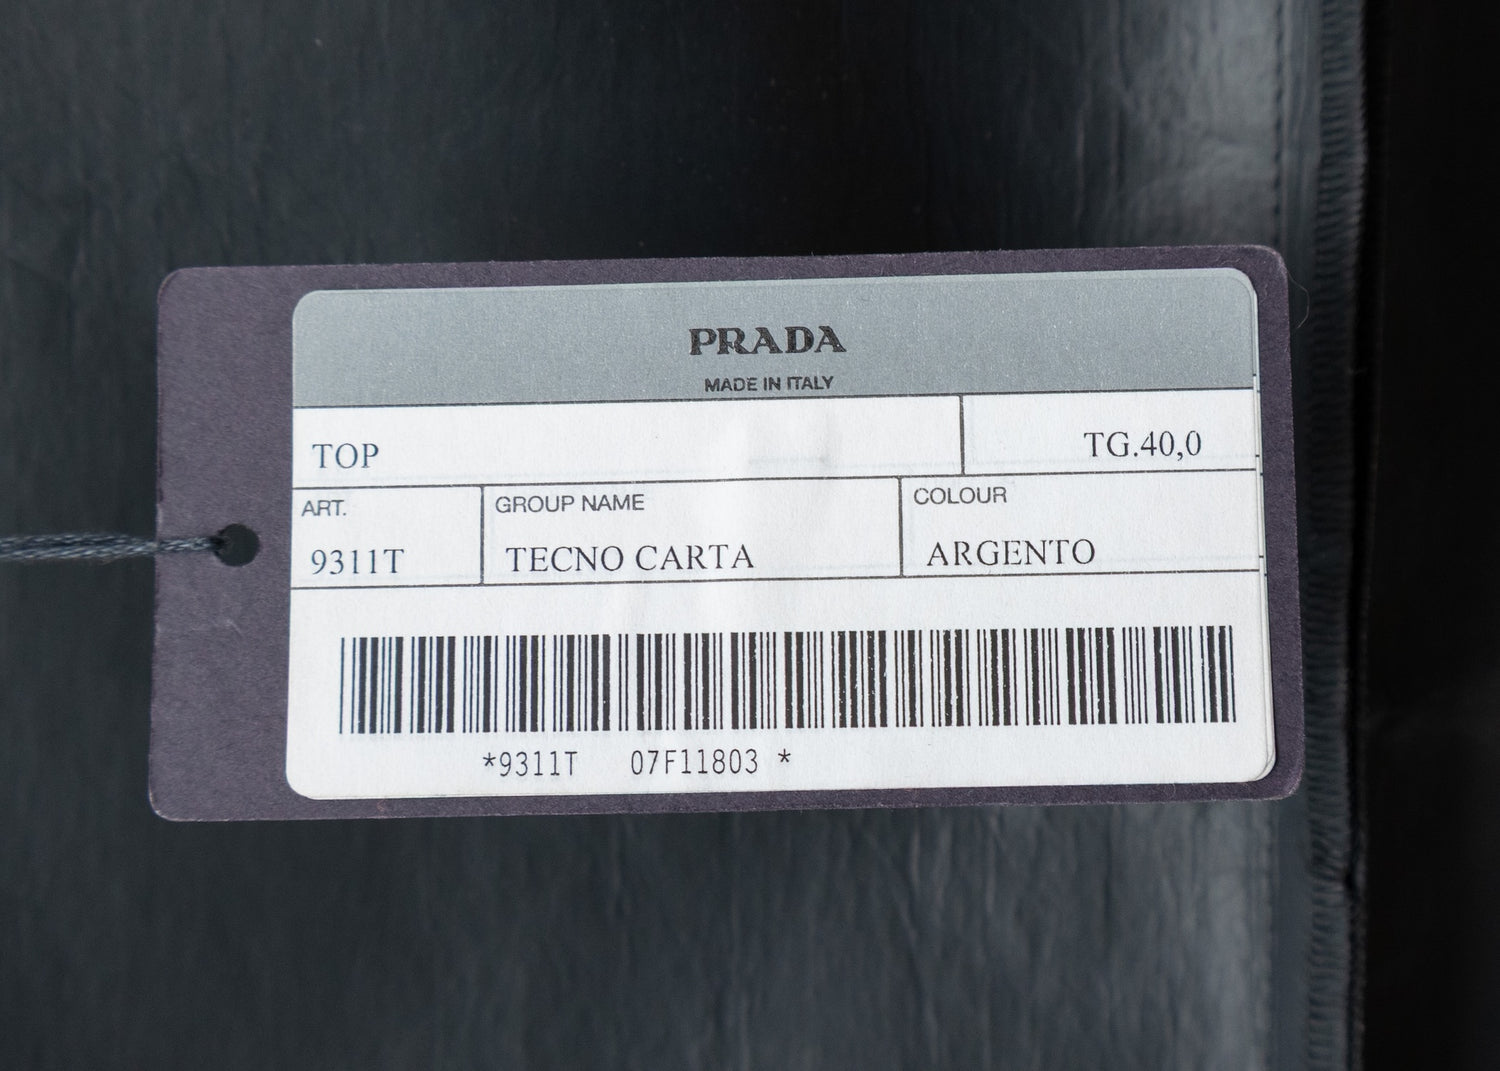 PRADA
MADE IN ITALY
TOP
TG.40,0
ART.
9311T
GROUP NAME
TECNO CARTA
COLOUR
ARGENTO
*9311T 07F11803 *